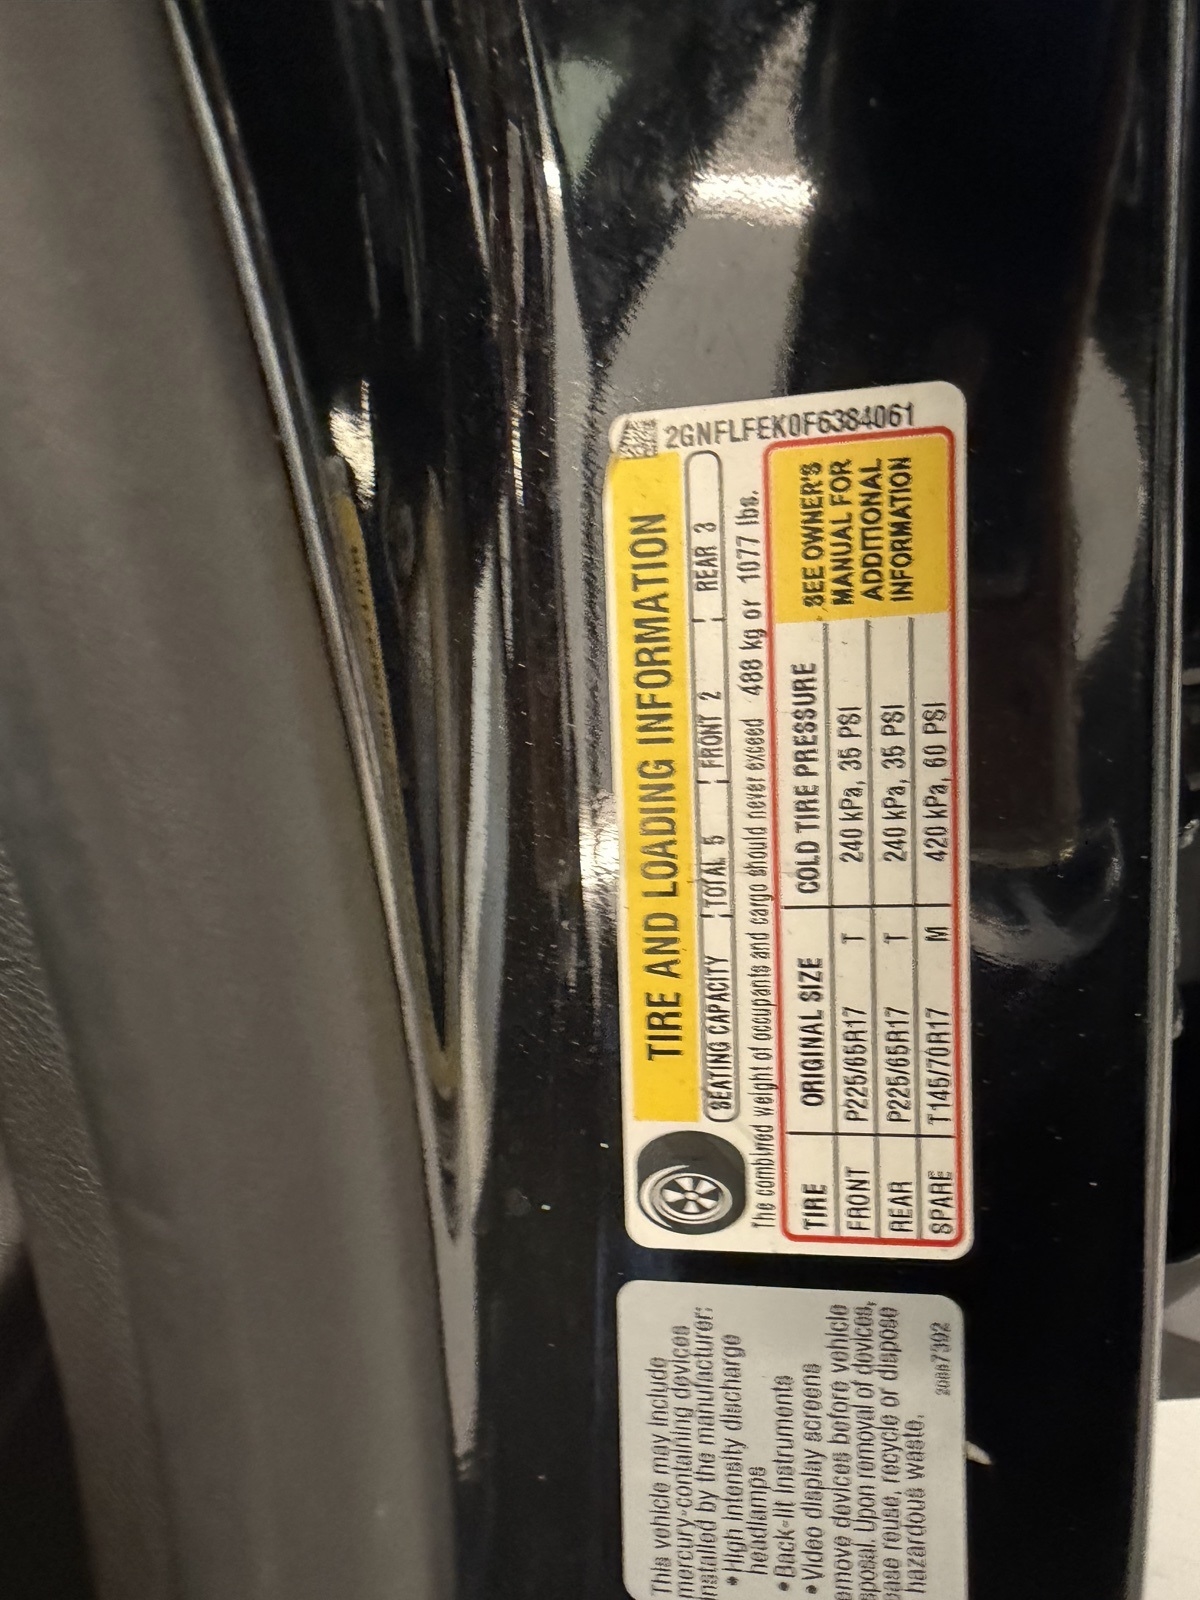 2GNFLFEK0F6384061
TIRE AND LOADING INFORMATION
SEATING CAPACITY TOTAL 5 FRONT 2 REAR 3
The combined weight of occupants and cargo should never exceed 488 kg or 1077 lbs.
TIRE ORIGINAL SIZE COLD TIRE PRESSURE
FRONT P225/65R17 T 240 kPa, 35 PSI
REAR P225/65R17 T 240 kPa, 35 PSI
SPARE T145/70R17 M 420 kPa, 60 PSI
SEE OWNER'S
MANUAL FOR
ADDITIONAL
INFORMATION
This vehicle may include
mercury-containing devices
installed by the manufacturer:
• High intensity discharge
headlamps
• Back-lit instruments
• Video display screens
emove devices before vehicle
sposal. Upon removal of devices,
ease reuse, recycle or dispose
hazardous waste.
20887392